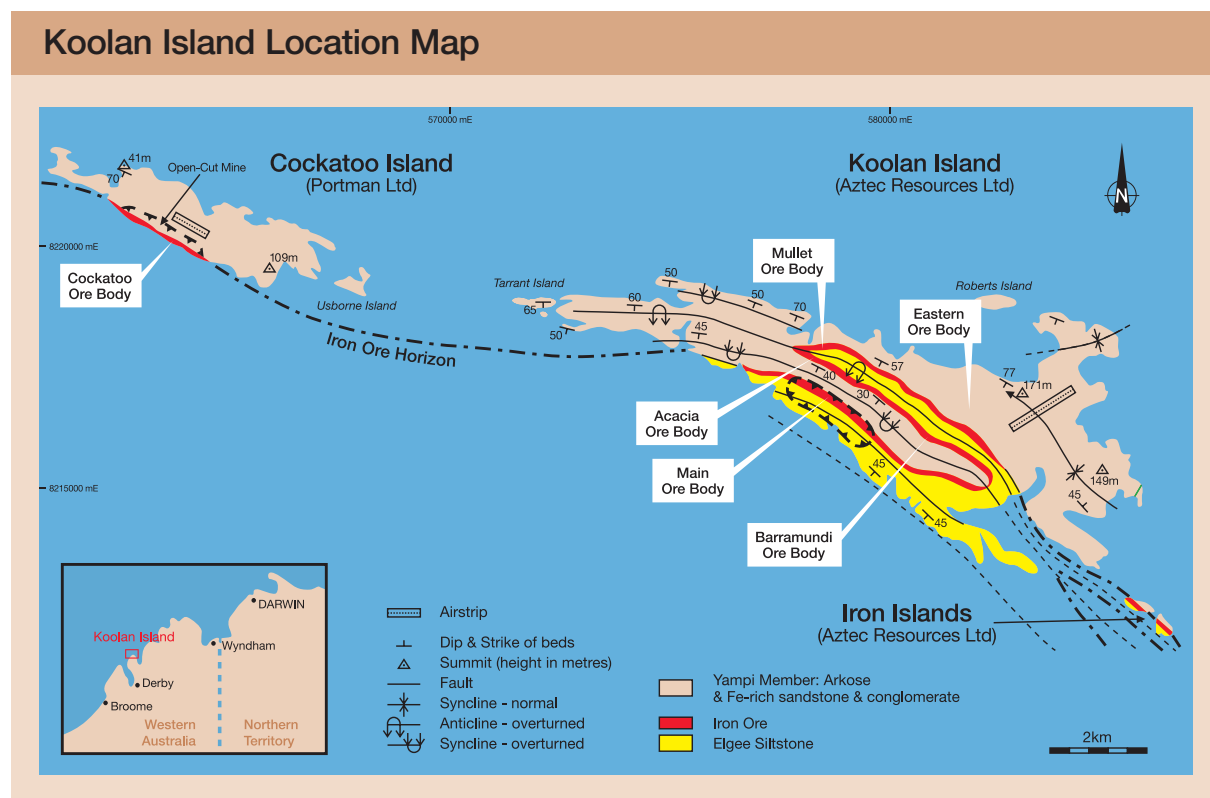 Koolan Island Location Map
570000 mE
580000 mE
41m
70
Open-Cut Mine
Cockatoo Island
(Portman Ltd)
Koolan Island
(Aztec Resources Ltd)
N
8220000 mE
109m
Cockatoo
Ore Body
Usborne Island
Iron Ore Horizon
Tarrant Island
65
50
60
45
50
50
70
Mullet
Ore Body
Roberts Island
Eastern
Ore Body
57
77
171m
40
30
Acacia
Ore Body
Main
Ore Body
45
149m
45
8215000 mE
45
Barramundi
Ore Body
Iron Islands
(Aztec Resources Ltd)
DARWIN
Koolan Island
Wyndham
Derby
Broome
Western
Australia
Northern
Territory
Airstrip
Dip & Strike of beds
Summit (height in metres)
Fault
Syncline - normal
Anticline - overturned
Syncline - overturned
Yampi Member: Arkose
& Fe-rich sandstone & conglomerate
Iron Ore
Elgee Siltstone
2km